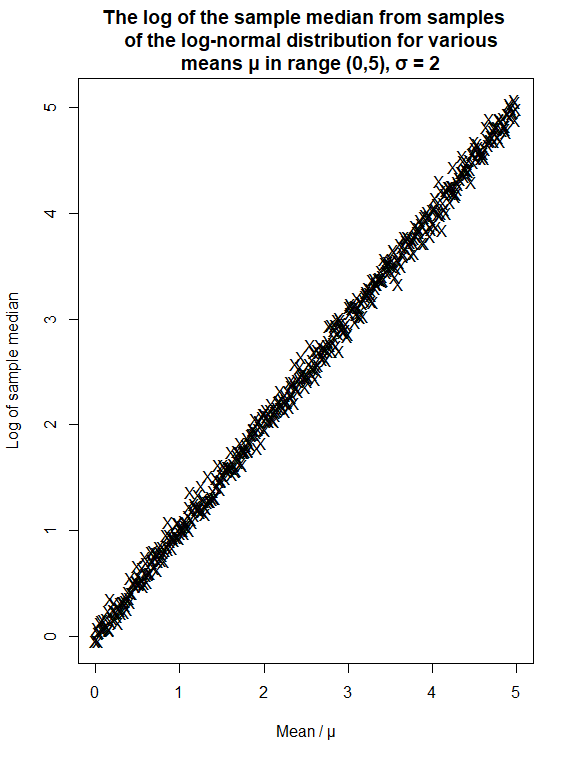 The log of the sample median from samples
of the log-normal distribution for various
means μ in range (0,5), σ = 2
5
4
3
2
1
0
Log of sample median
0 1 2 3 4 5
Mean / μ